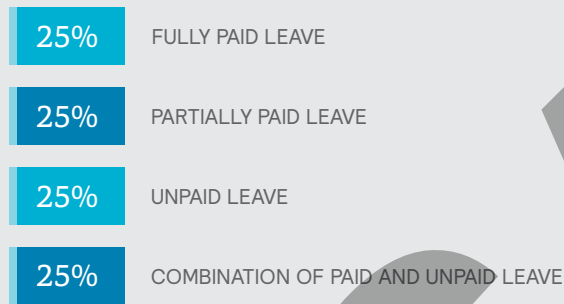 25% FULLY PAID LEAVE
25% PARTIALLY PAID LEAVE
25% UNPAID LEAVE
25% COMBINATION OF PAID AND UNPAID LEAVE